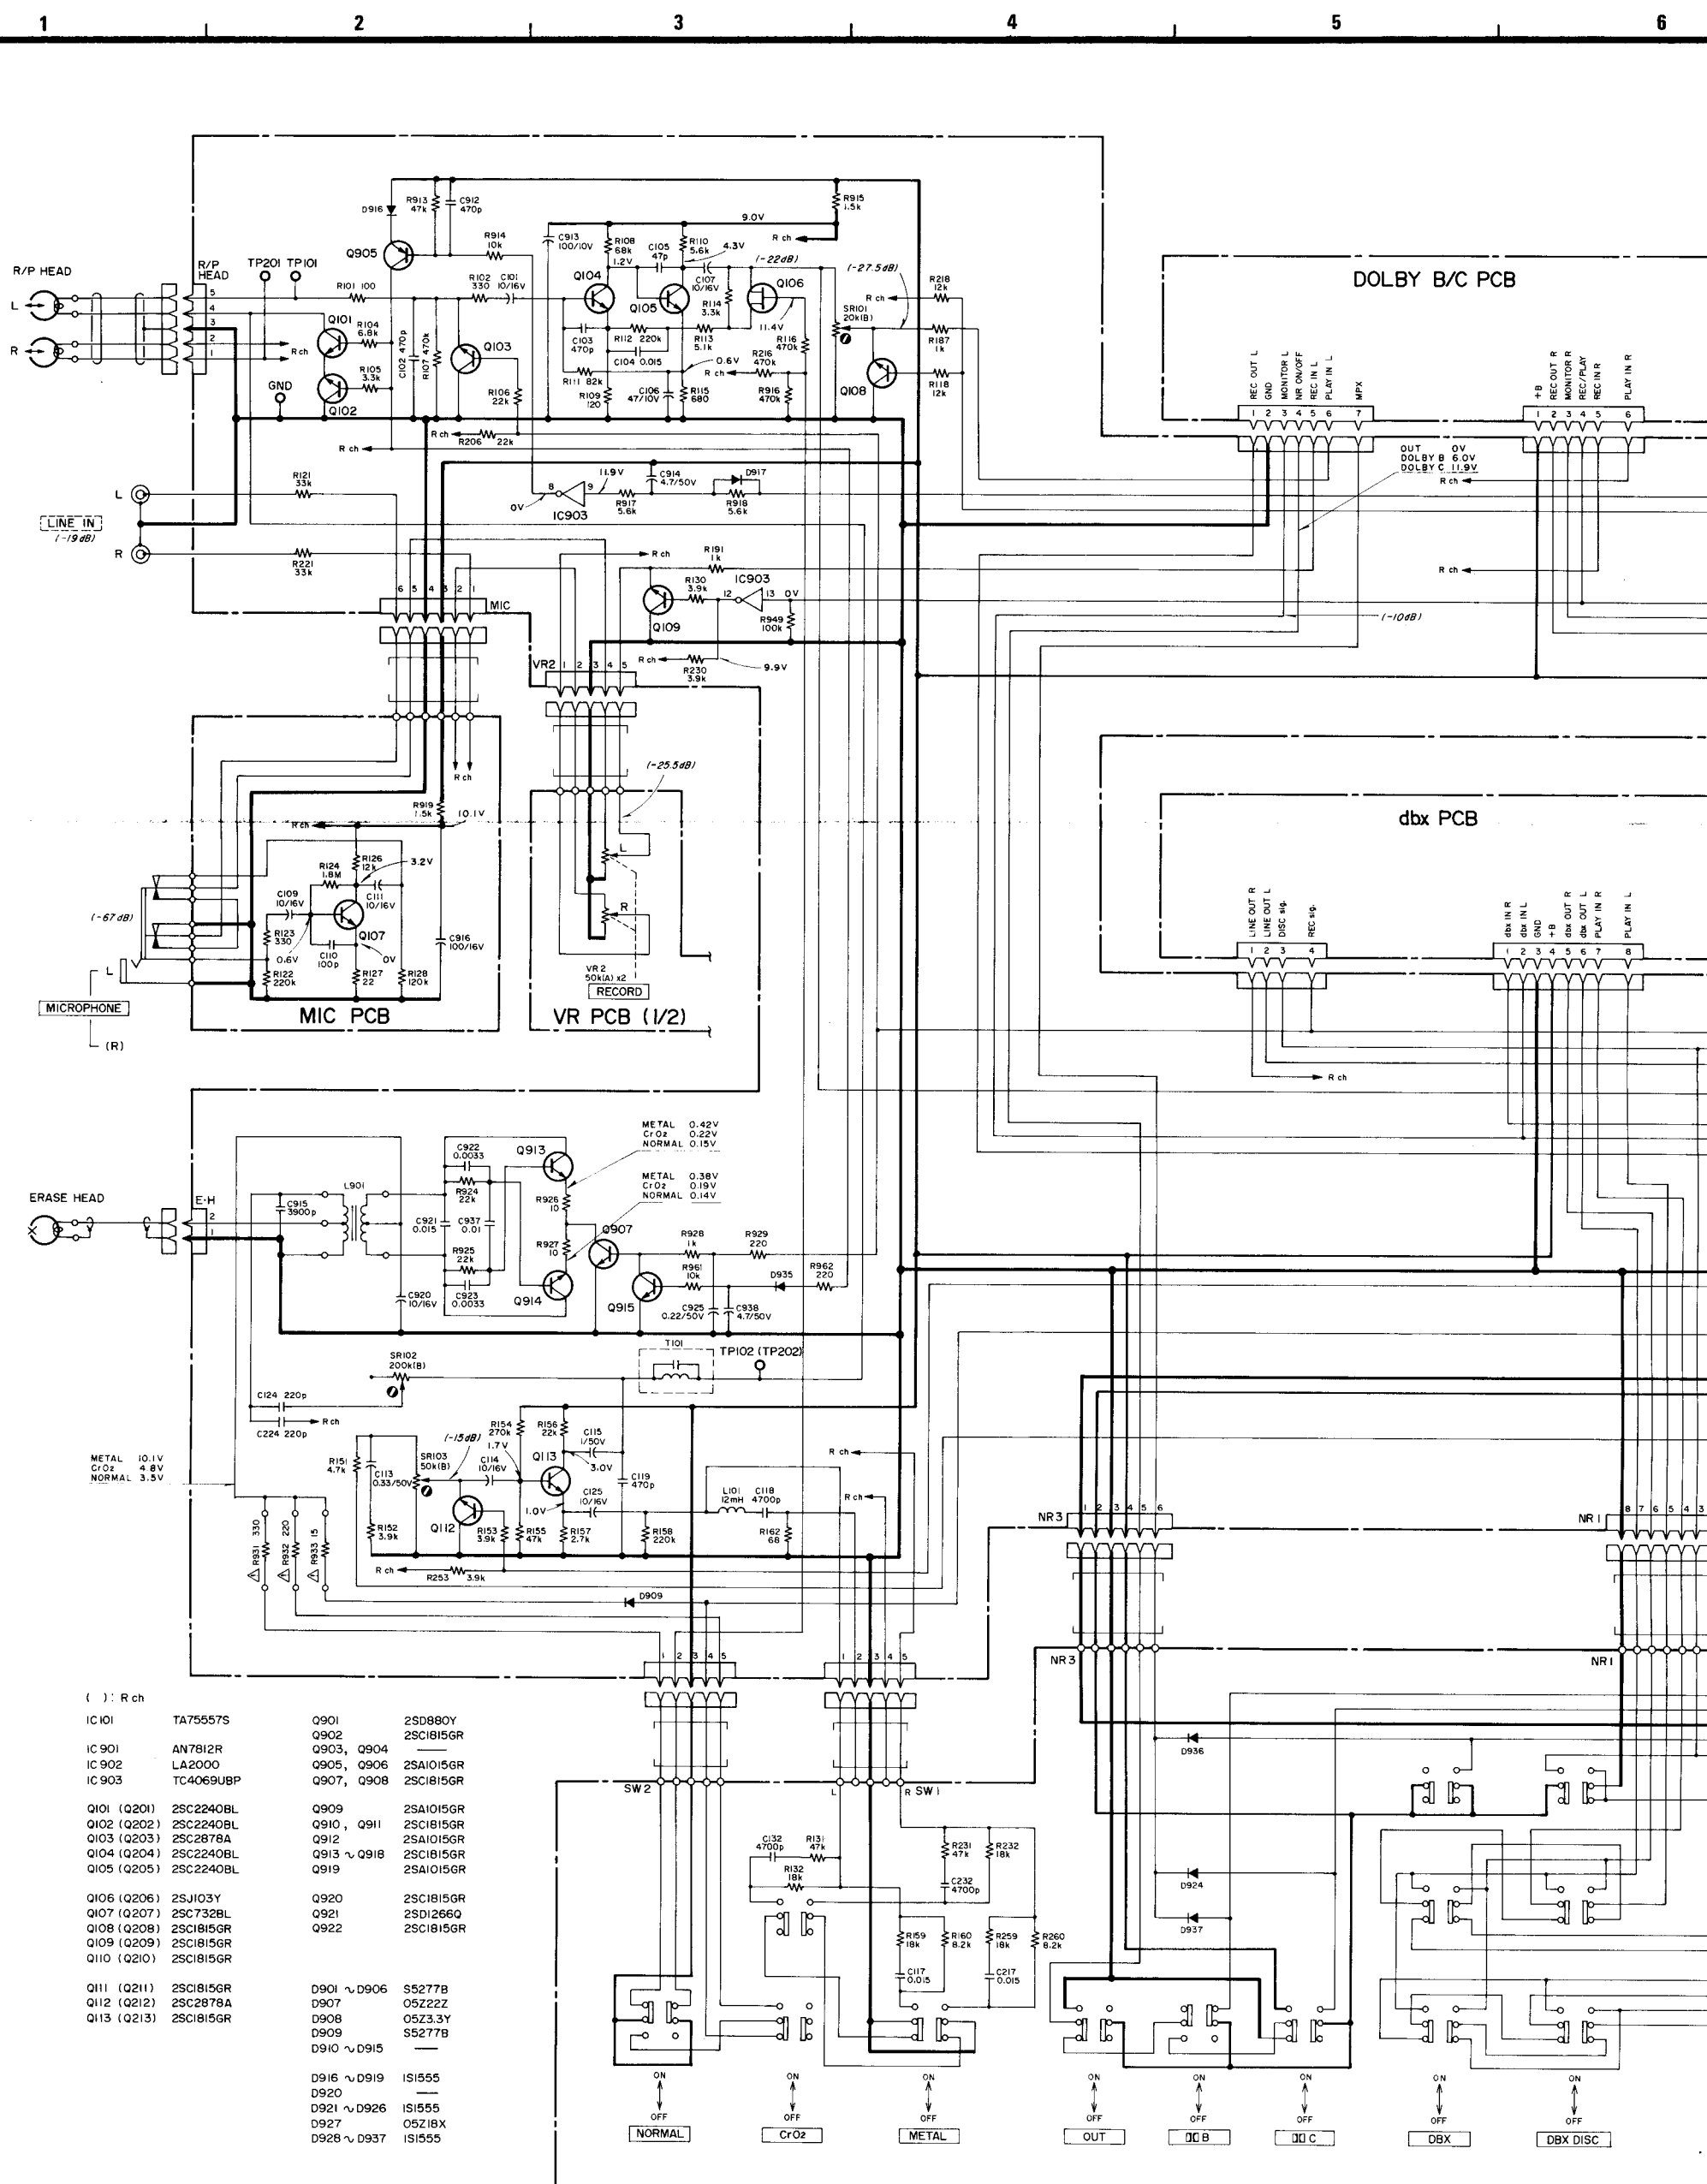 1 2 3 4 5 6
R915
1.5k
R913
47k
C912
470p
D916
9.0V
R914
10k
C913
100/10V
R108
68k
1.2V
C105
47p
R110
5.6k
4.3V
R ch
Q905
(-22dB)
(-27.5dB)
DOLBY B/C PCB
R/P HEAD
R/P
HEAD
TP201 TP101
R101 100
R102
330
C101
10/16V
Q104
Q105
C107
10/16V
R114
3.3k
Q106
11.4V
R ch
R218
12k
SR101
20k(B)
L
R
5
4
3
2
1
R ch
Q101
R104
6.8k
R105
3.3k
C102 470p
R107 470k
Q103
C103
470p
R112 220k
C104 0.015
R113
5.1k
0.6V
R216
470k
R ch
R116
470k
R187
1k
R118
12k
Q108
GND
Q102
R106
22k
R111 82k
R109
120
C106
47/10V
R115
680
R916
470k
R ch
R206 22k
R ch
REC OUT L
GND
MONITOR L
NR ON/OFF
REC IN L
PLAY IN L
MPX
1 2 3 4 5 6 7
+B
REC OUT R
MONITOR R
REC/PLAY
REC IN R
PLAY IN R
1 2 3 4 5 6
OUT 0V
DOLBY B 6.0V
DOLBY C 11.9V
R ch
L
R121
33k
LINE IN
(-19dB)
R
R221
33k
8
0V
9
IC903
11.9V
R917
5.6k
C914
4.7/50V
D917
R918
5.6k
R ch
R191
1k
R130
3.9k
12
IC903
13 0V
R949
100k
Q109
R ch
R230
3.9k
9.9V
R ch
(-10dB)
6 5 4 3 2 1
MIC
VR2 1 2 3 4 5
R ch
(-25.5dB)
R919
1.5k
10.1V
R ch
R126
12k
3.2V
R124
1.8M
C109
10/16V
C111
10/16V
(-67dB)
R123
330
Q107
0.6V
C110
100p
0V
C916
100/16V
R122
220k
R127
22
R128
120k
L
MICROPHONE
(R)
MIC PCB
L
R
VR2
50k(A) x2
RECORD
VR PCB (1/2)
dbx PCB
LINE OUT R
LINE OUT L
DISC sig.
REC sig.
1 2 3 4
dbx IN R
dbx IN L
GND
+B
dbx OUT R
dbx OUT L
PLAY IN R
PLAY IN L
1 2 3 4 5 6 7 8
R ch
METAL 0.42V
CrO2 0.22V
NORMAL 0.15V
METAL 0.38V
CrO2 0.19V
NORMAL 0.14V
C922
0.0033
Q913
ERASE HEAD
E-H
2
1
C915
3900p
L901
R924
22k
C921
0.015
C937
0.01
R926
10
R927
10
Q907
R925
22k
C923
0.0033
Q914
C920
10/16V
R928
1k
R929
220
R961
10k
D935
R962
220
Q915
C925
0.22/50V
C938
4.7/50V
SR102
200k(B)
T101
TP102 (TP202)
C124 220p
R ch
C224 220p
METAL 10.1V
CrO2 4.8V
NORMAL 3.5V
R151
4.7k
C113
0.33/50V
SR103
50k(B)
(-15dB)
C114
10/16V
R154
270k
1.7V
R156
22k
Q113
C115
1/50V
3.0V
C119
470p
C125
10/16V
1.0V
L101
12mH
C118
4700p
R ch
R ch
R152
3.9k
Q112
R153
3.9k
R155
47k
R157
2.7k
R158
220k
R162
68
R ch
R253 3.9k
R931 330
R932 220
R933 15
D909
1 2 3 4 5
1 2 3 4 5
NR3
1 2 3 4 5 6
NR1
8 7 6 5 4 3
NR3
NR1
( ): R ch
IC101 TA75557S
IC901 AN7812R
IC902 LA2000
IC903 TC4069UBP
Q101 (Q201) 2SC2240BL
Q102 (Q202) 2SC2240BL
Q103 (Q203) 2SC2878A
Q104 (Q204) 2SC2240BL
Q105 (Q205) 2SC2240BL
Q106 (Q206) 2SJ103Y
Q107 (Q207) 2SC732BL
Q108 (Q208) 2SC1815GR
Q109 (Q209) 2SC1815GR
Q110 (Q210) 2SC1815GR
Q111 (Q211) 2SC1815GR
Q112 (Q212) 2SC2878A
Q113 (Q213) 2SC1815GR
Q901 2SD880Y
Q902 2SC1815GR
Q903, Q904 —
Q905, Q906 2SA1015GR
Q907, Q908 2SC1815GR
Q909 2SA1015GR
Q910, Q911 2SC1815GR
Q912 2SA1015GR
Q913 ~ Q918 2SC1815GR
Q919 2SA1015GR
Q920 2SC1815GR
Q921 2SD1266Q
Q922 2SC1815GR
D901 ~ D906 S5277B
D907 05Z22Z
D908 05Z3.3Y
D909 S5277B
D910 ~ D915 —
D916 ~ D919 1S1555
D920 —
D921 ~ D926 1S1555
D927 05Z18X
D928 ~ D937 1S1555
SW2
L
R SW1
C132
4700p
R131
47k
R132
18k
R231
47k
R232
18k
C232
4700p
R159
18k
R160
8.2k
R259
18k
R260
8.2k
C117
0.015
C217
0.015
D936
D924
D937
ON
OFF
NORMAL
ON
OFF
CrO2
ON
OFF
METAL
ON
OFF
OUT
ON
OFF
B
ON
OFF
C
ON
OFF
DBX
ON
OFF
DBX DISC